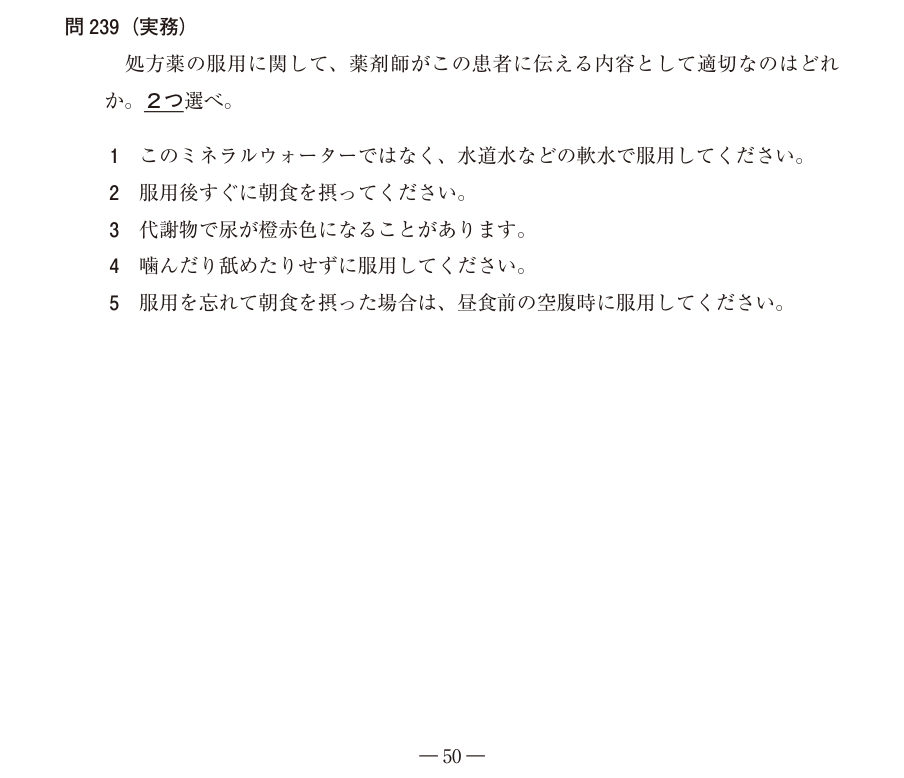 問 239（実務）
処方薬の服用に関して、薬剤師がこの患者に伝える内容として適切なのはどれ
か。２つ選べ。
1　このミネラルウォーターではなく、水道水などの軟水で服用してください。
2　服用後すぐに朝食を摂ってください。
3　代謝物で尿が橙赤色になることがあります。
4　噛んだり舐めたりせずに服用してください。
5　服用を忘れて朝食を摂った場合は、昼食前の空腹時に服用してください。
— 50 —